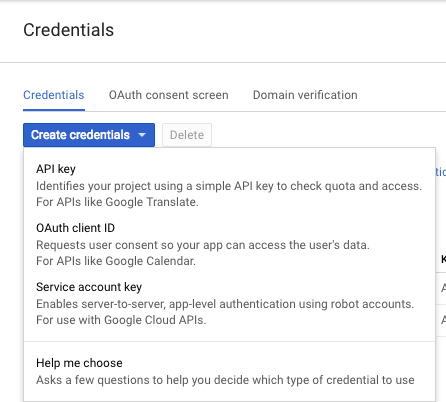 Credentials
Credentials OAuth consent screen Domain verification
Create credentials Delete
API key
Identifies your project using a simple API key to check quota and access.
For APIs like Google Translate.
OAuth client ID
Requests user consent so your app can access the user's data.
For APIs like Google Calendar.
Service account key
Enables server-to-server, app-level authentication using robot accounts.
For use with Google Cloud APIs.
Help me choose
Asks a few questions to help you decide which type of credential to use